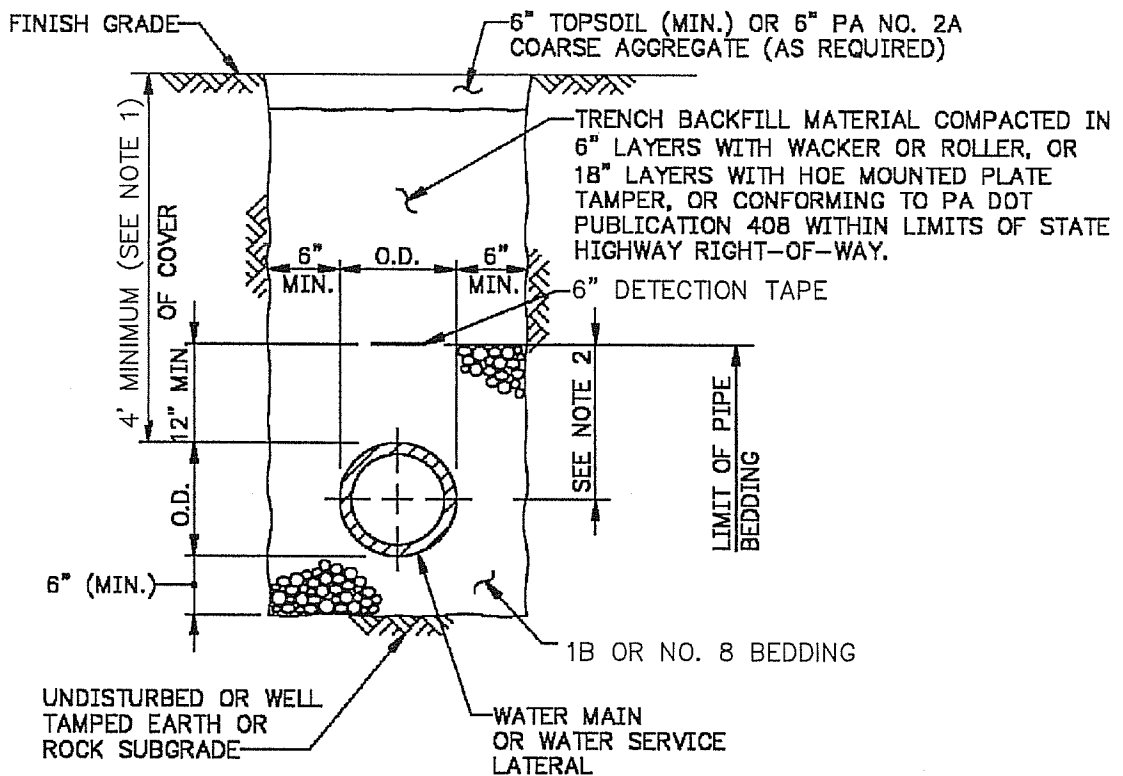 FINISH GRADE
6" TOPSOIL (MIN.) OR 6" PA NO. 2A
COARSE AGGREGATE (AS REQUIRED)
TRENCH BACKFILL MATERIAL COMPACTED IN
6" LAYERS WITH WACKER OR ROLLER, OR
18" LAYERS WITH HOE MOUNTED PLATE
TAMPER, OR CONFORMING TO PA DOT
PUBLICATION 408 WITHIN LIMITS OF STATE
HIGHWAY RIGHT-OF-WAY.
4' MINIMUM (SEE NOTE 1)
OF COVER
6"
MIN.
O.D.
6"
MIN.
6" DETECTION TAPE
12" MIN.
SEE NOTE 2
LIMIT OF PIPE
BEDDING
O.D.
6" (MIN.)
1B OR NO. 8 BEDDING
UNDISTURBED OR WELL
TAMPED EARTH OR
ROCK SUBGRADE
WATER MAIN
OR WATER SERVICE
LATERAL